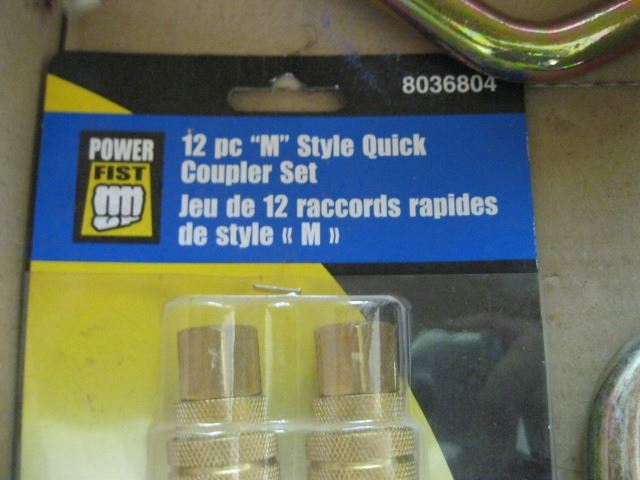 8036804
POWER
FIST
12 pc "M" Style Quick
Coupler Set
Jeu de 12 raccords rapides
de style « M »